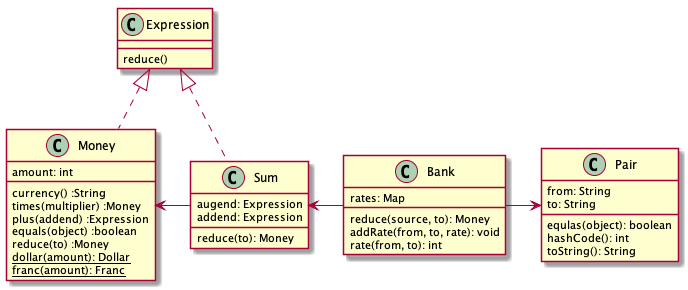 C Expression
reduce()
C Money
amount: int
currency() :String
times(multiplier) :Money
plus(addend) :Expression
equals(object) :boolean
reduce(to) :Money
dollar(amount): Dollar
franc(amount): Franc
C Sum
augend: Expression
addend: Expression
reduce(to): Money
C Bank
rates: Map
reduce(source, to): Money
addRate(from, to, rate): void
rate(from, to): int
C Pair
from: String
to: String
equlas(object): boolean
hashCode(): int
toString(): String